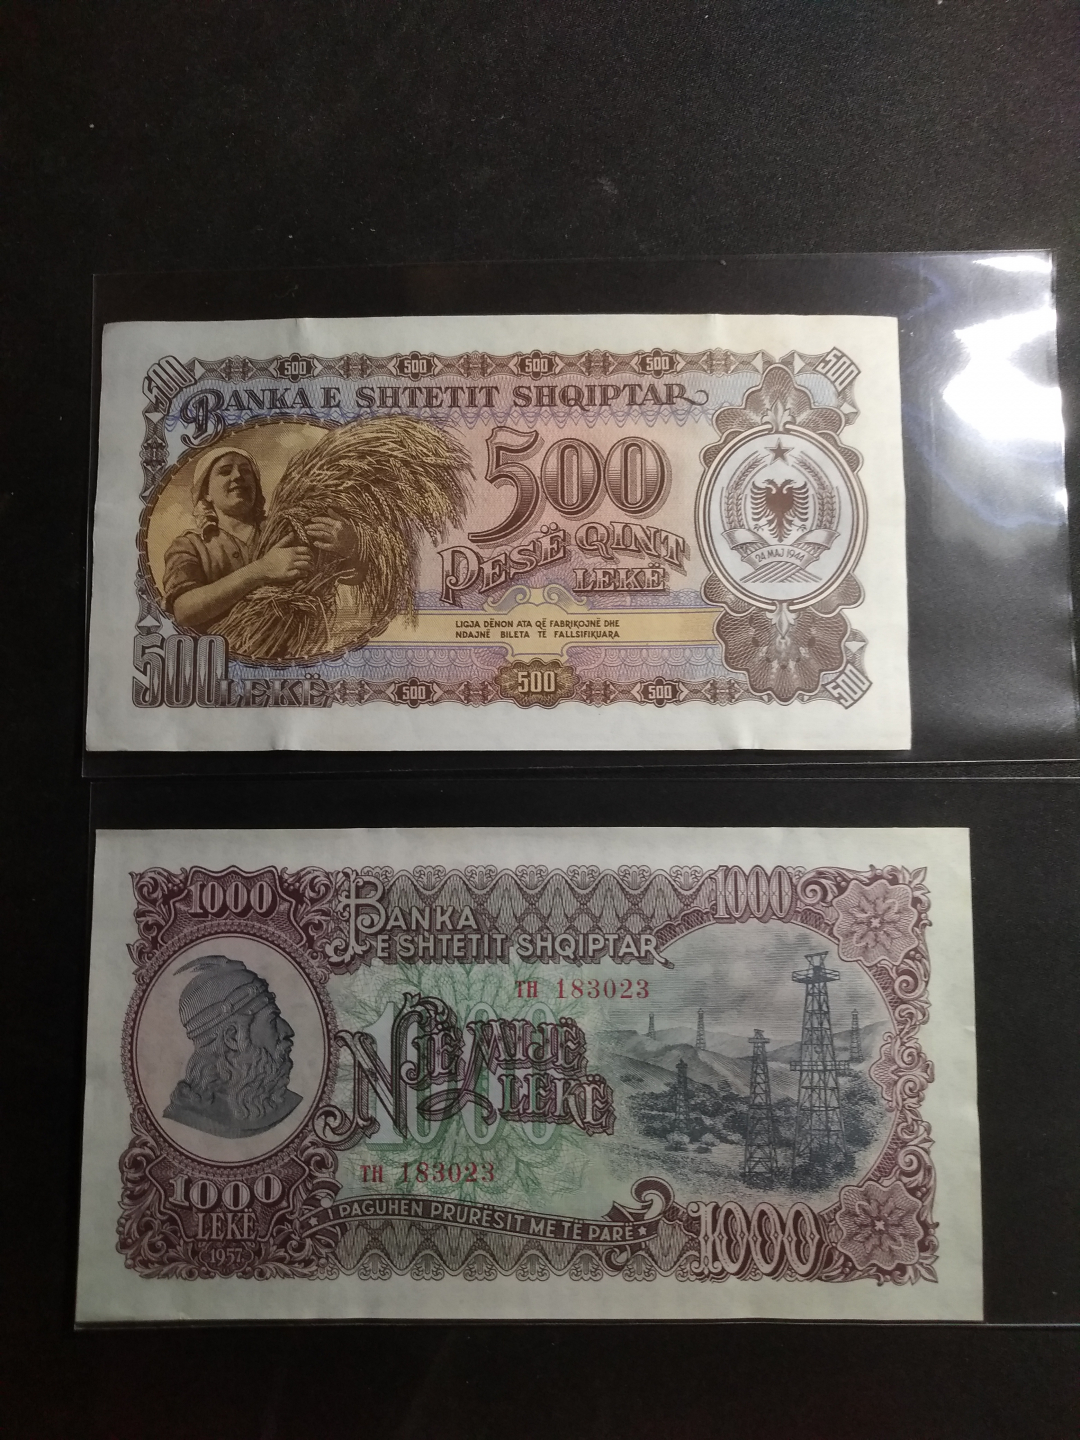 500 500 500 500 500 500
BANKA E SHTETIT SHQIPTAR
500
PESË QINT
LEKË
24 MAJ 1944
LIGJA DËNON ATA QË FABRIKOJNË DHE
NDAJNË BILETA TË FALLSIFIKUARA
500 LEKË 500 500 500 500
1000
BANKA
E SHTETIT SHQIPTAR
1000
TH 183023
1000
NJË MIJË
LEKË
TH 183023
1000
LEKË
1957
I PAGUHEN PRURËSIT ME TË PARË
1000